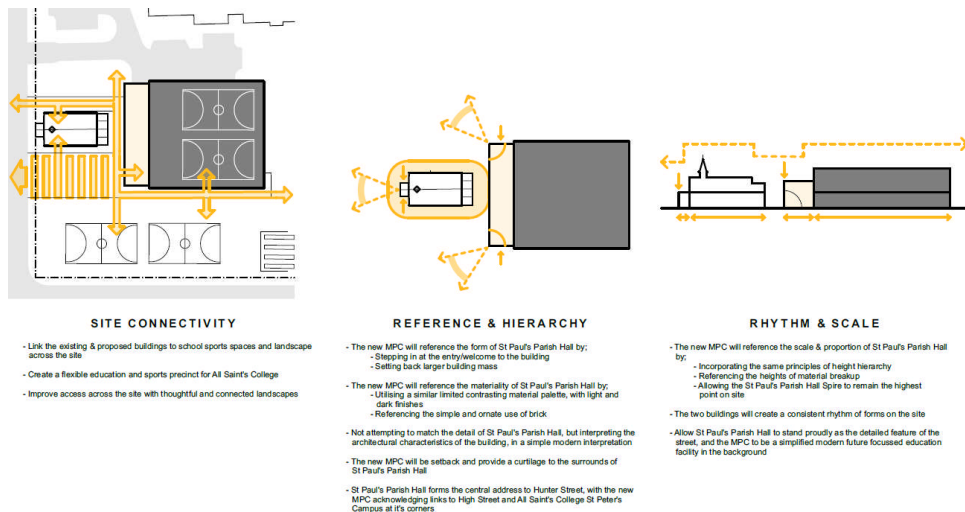 SITE CONNECTIVITY
- Link the existing & proposed buildings to school sports spaces and landscape
across the site
- Create a flexible education and sports precinct for All Saint's College
- Improve access across the site with thoughtful and connected landscapes
REFERENCE & HIERARCHY
- The new MPC will reference the form of St Paul's Parish Hall by;
- Stepping in at the entry/welcome to the building
- Setting back larger building mass
- The new MPC will reference the materiality of St Paul's Parish Hall by;
- Utilising a similar limited contrasting material palette, with light and
dark finishes
- Referencing the simple and ornate use of brick
- Not attempting to match the detail of St Paul's Parish Hall, but interpreting the
architectural characteristics of the building, in a simple modern interpretation
- The new MPC will be setback and provide a curtilage to the surrounds of
St Paul's Parish Hall
- St Paul's Parish Hall forms the central address to Hunter Street, with the new
MPC acknowledging links to High Street and All Saint's College St Peter's
Campus at it's corners
RHYTHM & SCALE
- The new MPC will reference the scale & proportion of St Paul's Parish Hall
by;
- Incorporating the same principles of height hierarchy
- Referencing the heights of material breakup
- Allowing the St Paul's Parish Hall Spire to remain the highest
point on site
- The two buildings will create a consistent rhythm of forms on the site
- Allow St Paul's Parish Hall to stand proudly as the detailed feature of the
street, and the MPC to be a simplified modern future focussed education
facility in the background